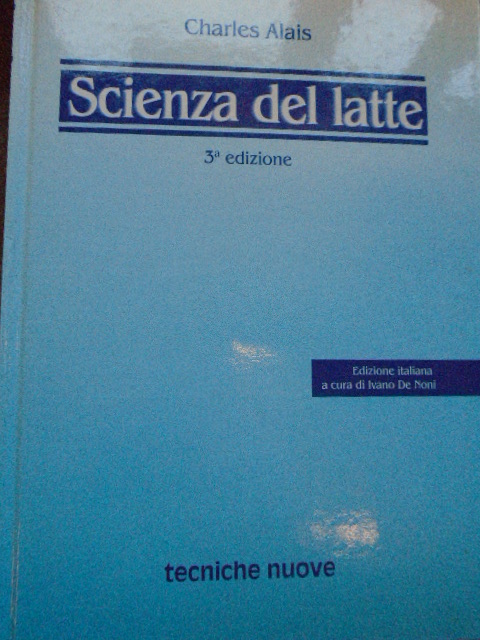 Charles Alais
Scienza del latte
3ª edizione
Edizione italiana
a cura di Ivano De Noni
tecniche nuove